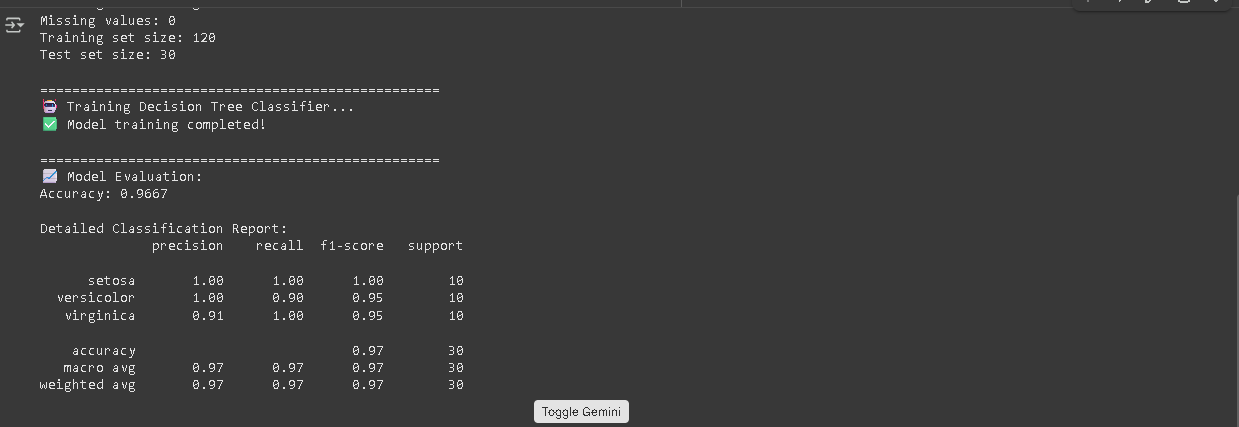 Missing values: 0
Training set size: 120
Test set size: 30
==================================================
🤖 Training Decision Tree Classifier...
✅ Model training completed!
==================================================
📈 Model Evaluation:
Accuracy: 0.9667
Detailed Classification Report:
              precision    recall  f1-score   support
      setosa       1.00      1.00      1.00        10
  versicolor       1.00      0.90      0.95        10
   virginica       0.91      1.00      0.95        10
    accuracy                           0.97        30
   macro avg       0.97      0.97      0.97        30
weighted avg       0.97      0.97      0.97        30
Toggle Gemini